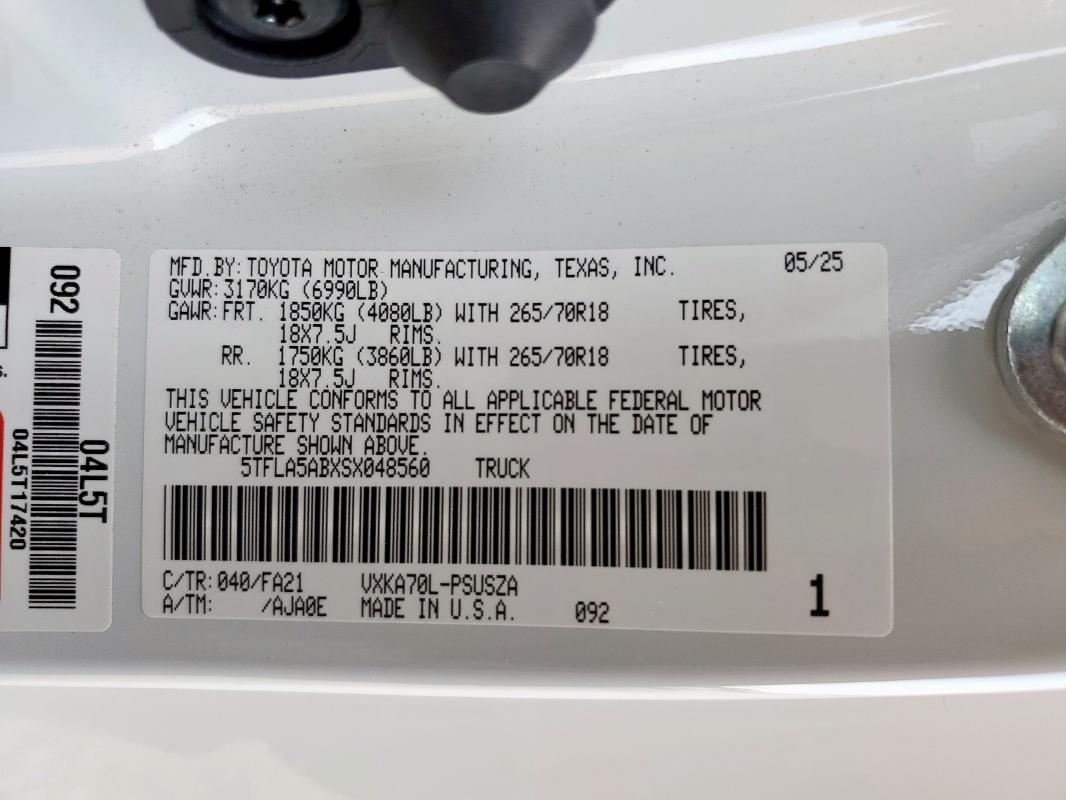 MFD.BY: TOYOTA MOTOR MANUFACTURING, TEXAS, INC. 05/25
GVWR: 3170KG (6990LB)
GAWR: FRT. 1850KG (4080LB) WITH 265/70R18 TIRES,
18X7.5J RIMS.
RR. 1750KG (3860LB) WITH 265/70R18 TIRES,
18X7.5J RIMS.
THIS VEHICLE CONFORMS TO ALL APPLICABLE FEDERAL MOTOR
VEHICLE SAFETY STANDARDS IN EFFECT ON THE DATE OF
MANUFACTURE SHOWN ABOVE.
5TFLA5ABXSX048560 TRUCK
C/TR: 040/FA21 VXKA70L-PSUSZA
A/TM: /AJA0E MADE IN U.S.A. 092 1
092
04L5T
04L5T17420